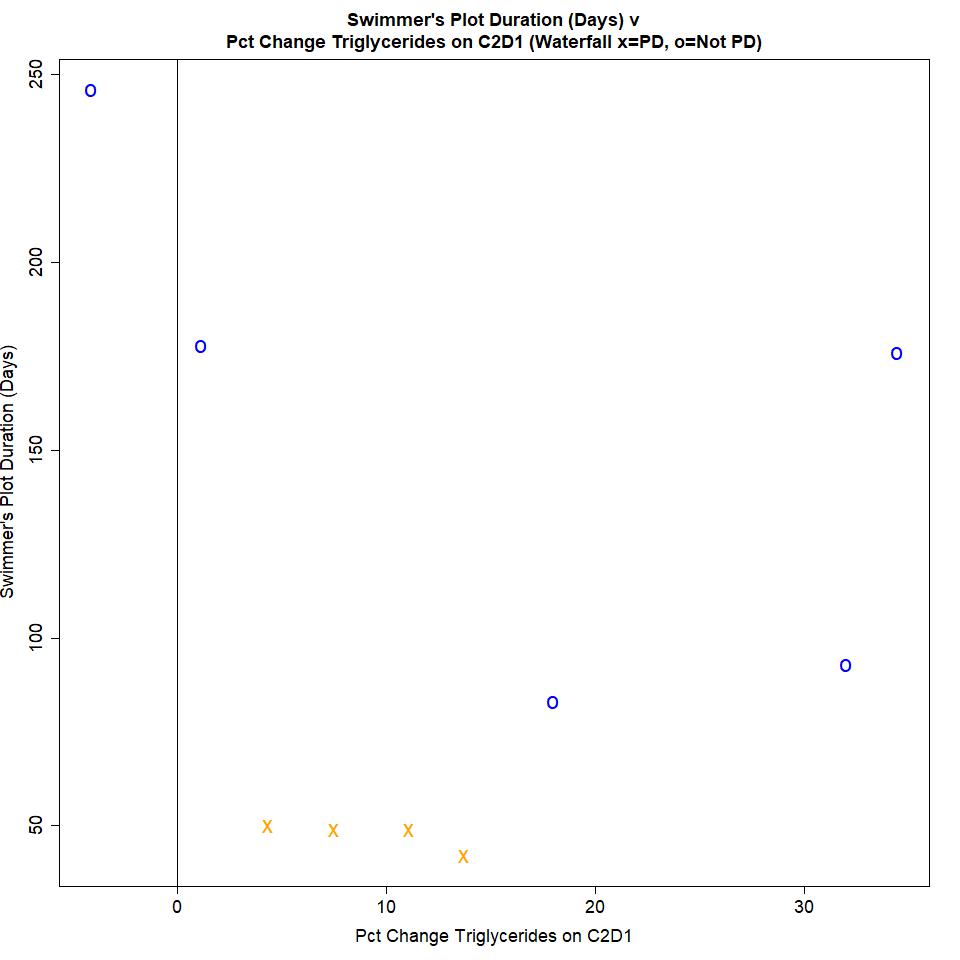 Swimmer's Plot Duration (Days) v
Pct Change Triglycerides on C2D1 (Waterfall x=PD, o=Not PD)
Swimmer's Plot Duration (Days)
250
200
150
100
50
0
10
20
30
Pct Change Triglycerides on C2D1